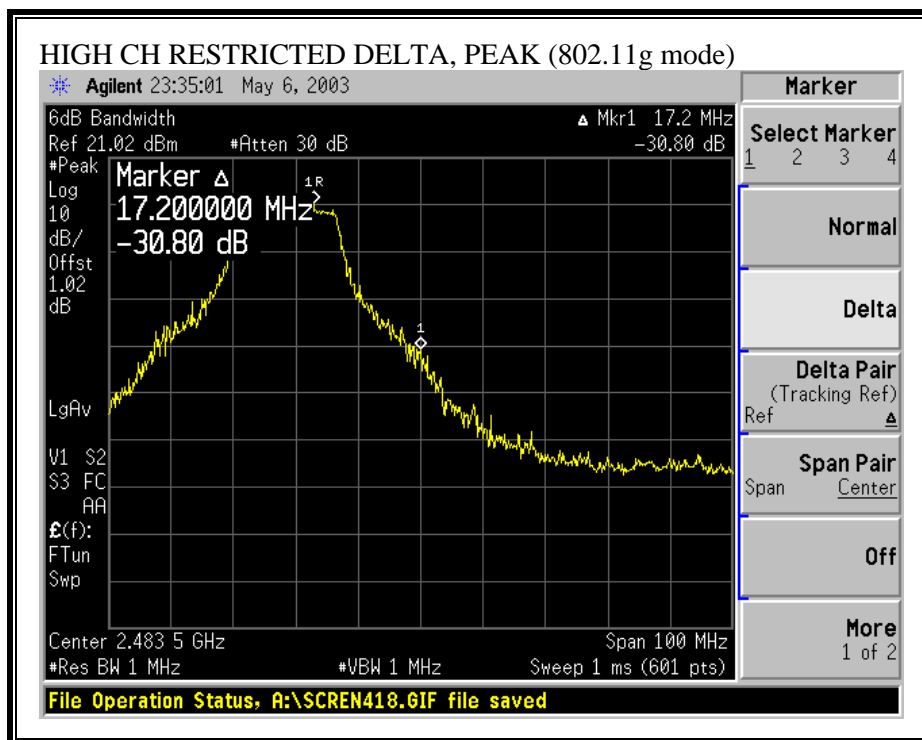 HIGH CH RESTRICTED DELTA, PEAK (802.11g mode)
Agilent 23:35:01 May 6, 2003
Marker
6dB Bandwidth
Δ Mkr1 17.2 MHz
Ref 21.02 dBm #Atten 30 dB -30.80 dB
#Peak
Log
10
dB/
Offst
1.02
dB
Marker Δ
17.200000 MHz
-30.80 dB
1R
1
LgAv
V1 S2
S3 FC
AA
£(f):
FTun
Swp
Center 2.483 5 GHz Span 100 MHz
#Res BW 1 MHz #VBW 1 MHz Sweep 1 ms (601 pts)
Select Marker
1 2 3 4
Normal
Delta
Delta Pair
(Tracking Ref)
Ref Δ
Span Pair
Span Center
Off
More
1 of 2
File Operation Status, A:\SCREN418.GIF file saved